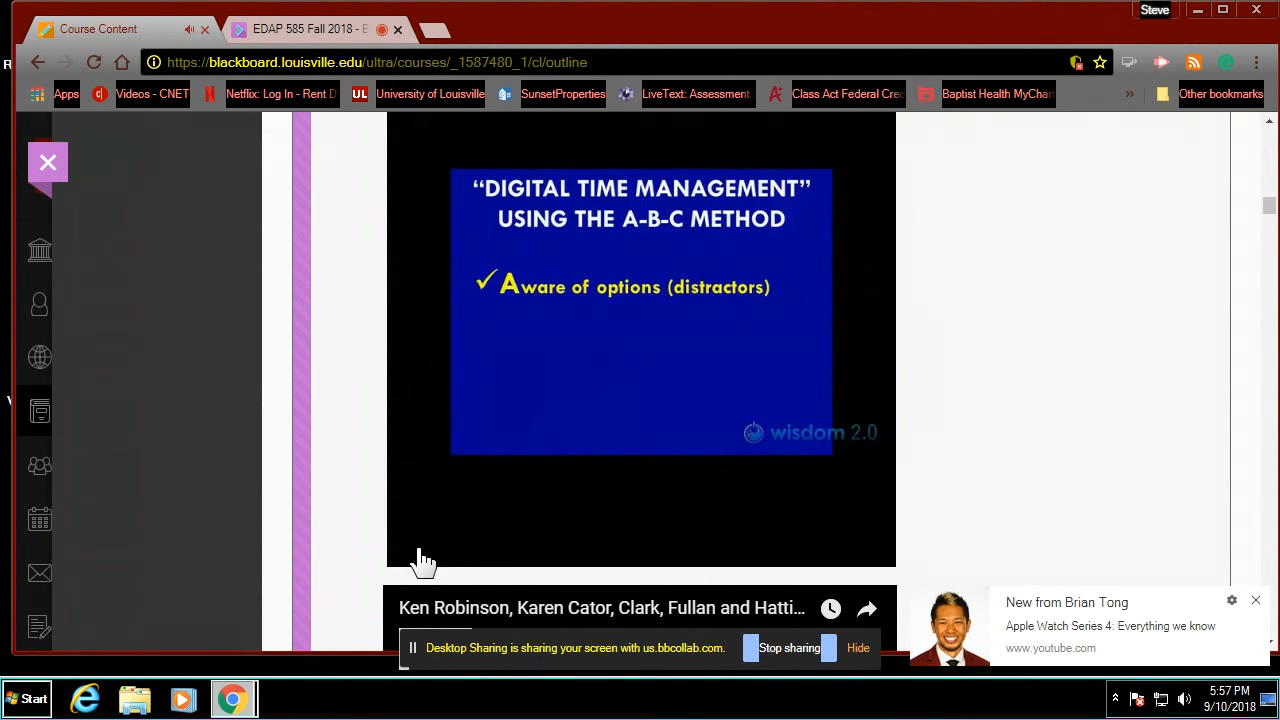 Steve
Course Content
EDAP 585 Fall 2018 - E
https://blackboard.louisville.edu/ultra/courses/_1587480_1/cl/outline
Apps
Videos - CNET
Netflix: Log In - Rent D
UL University of Louisville
SunsetProperties
LiveText: Assessment
Class Act Federal Cre
Baptist Health MyChar
»
Other bookmarks
“DIGITAL TIME MANAGEMENT”
USING THE A-B-C METHOD
✓Aware of options (distractors)
wisdom 2.0
Ken Robinson, Karen Cator, Clark, Fullan and Hatti...
Desktop Sharing is sharing your screen with us.bbcollab.com.
Stop sharing
Hide
New from Brian Tong
Apple Watch Series 4: Everything we know
www.youtube.com
Start
5:57 PM
9/10/2018